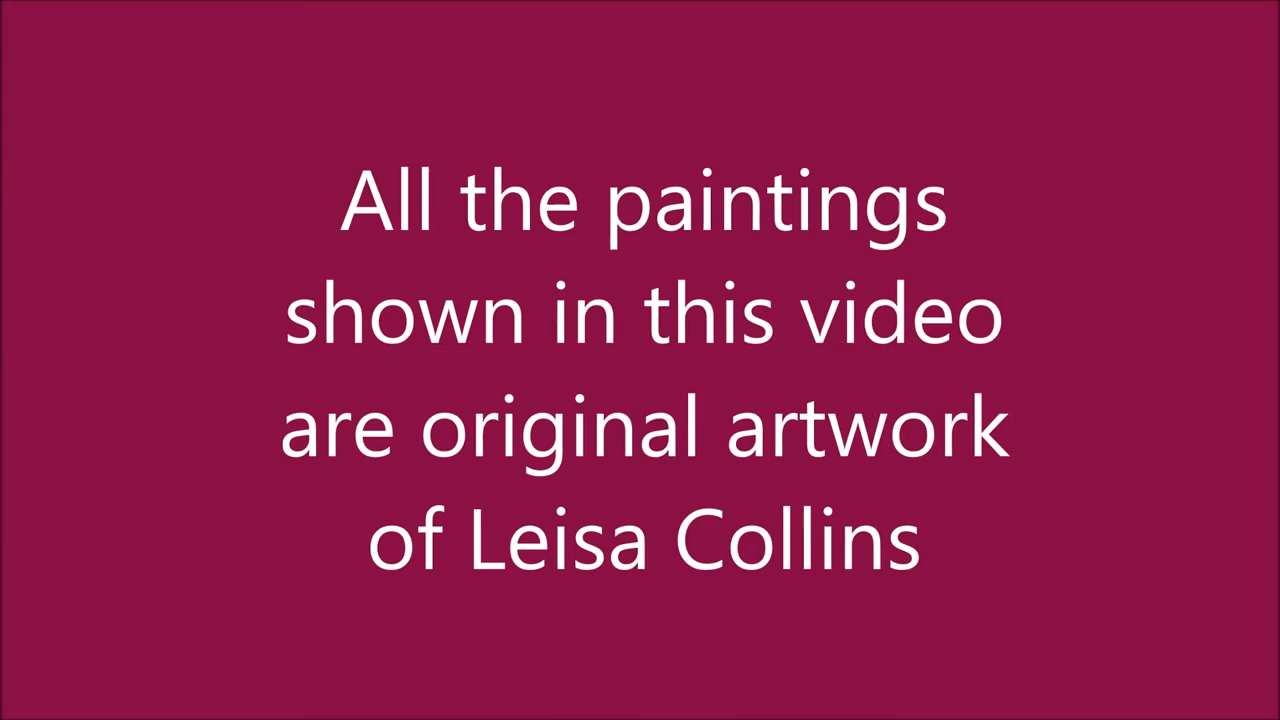 All the paintings
shown in this video
are original artwork
of Leisa Collins